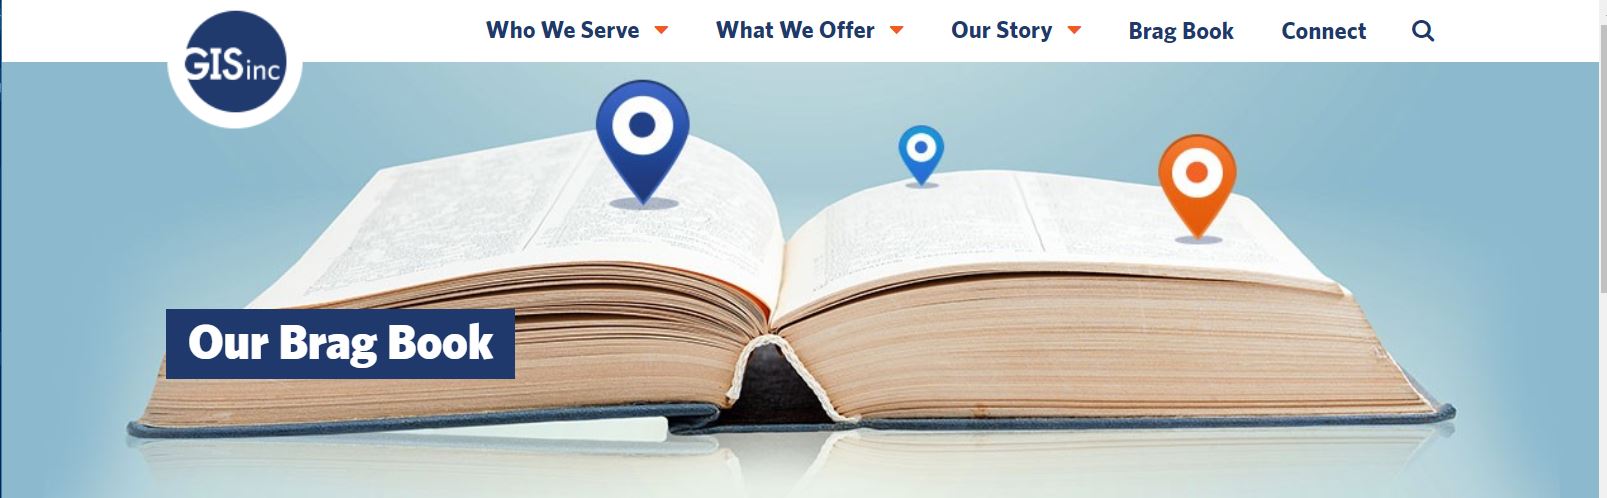 GISinc
Who We Serve What We Offer Our Story Brag Book Connect
Our Brag Book